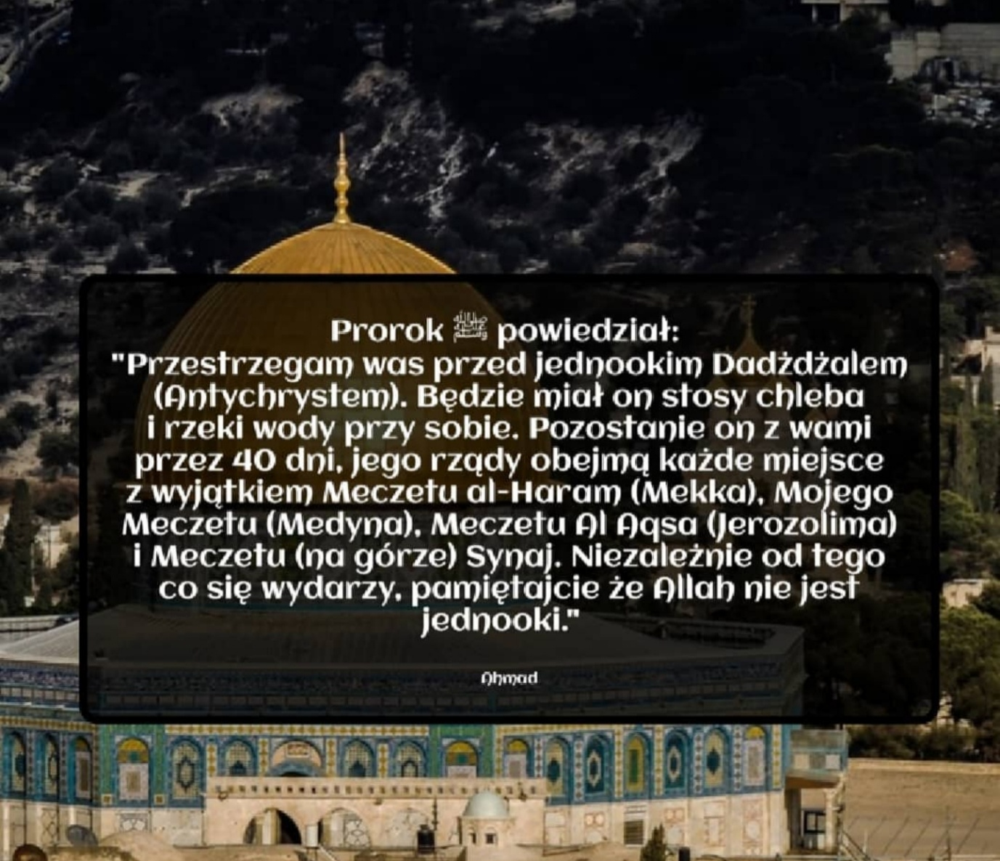 Prorok ﷺ powiedział:
"Przestrzegam was przed jednookim Dadżdżalem
(Antychrystem). Będzie miał on stosy chleba
i rzeki wody przy sobie. Pozostanie on z wami
przez 40 dni, jego rządy obejmą każde miejsce
z wyjątkiem Meczetu al-Haram (Mekka), Mojego
Meczetu (Medyna), Meczetu Al Aqsa (Jerozolima)
i Meczetu (na górze) Synaj. Niezależnie od tego
co się wydarzy, pamiętajcie że Allah nie jest
jednooki."
Ahmad